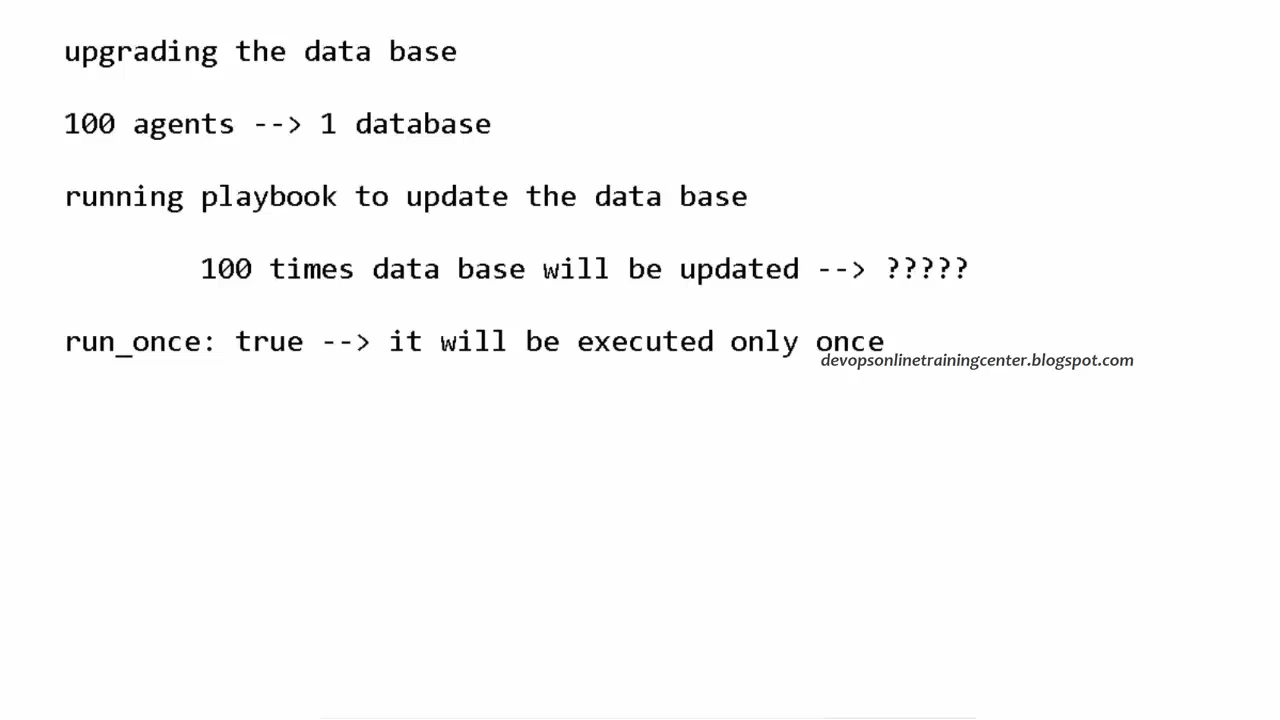 upgrading the data base
100 agents --> 1 database
running playbook to update the data base
100 times data base will be updated --> ?????
run_once: true --> it will be executed only once
devopsonlinetrainingcenter.blogspot.com